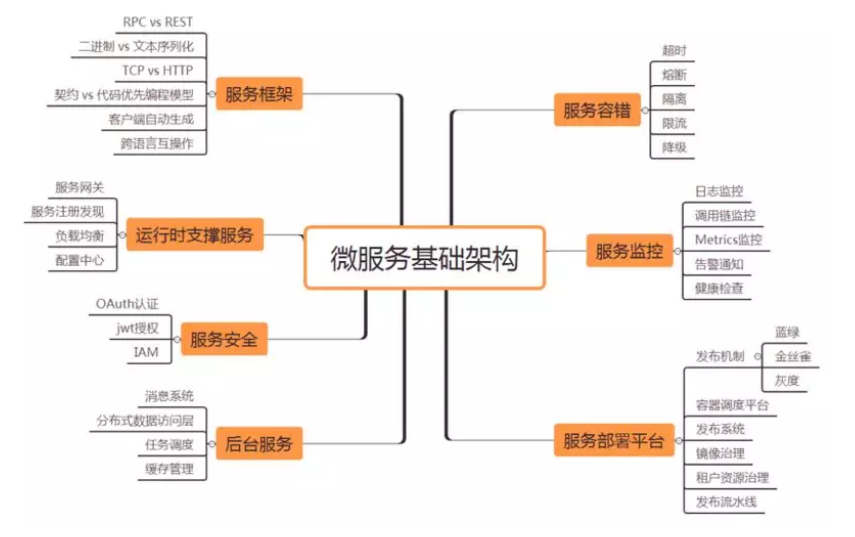 微服务基础架构
服务框架
RPC vs REST
二进制 vs 文本序列化
TCP vs HTTP
契约 vs 代码优先编程模型
客户端自动生成
跨语言互操作
运行时支撑服务
服务网关
服务注册发现
负载均衡
配置中心
服务安全
OAuth认证
jwt授权
IAM
后台服务
消息系统
分布式数据访问层
任务调度
缓存管理
服务容错
超时
熔断
隔离
限流
降级
服务监控
日志监控
调用链监控
Metrics监控
告警通知
健康检查
服务部署平台
发布机制
蓝绿
金丝雀
灰度
容器调度平台
发布系统
镜像治理
租户资源治理
发布流水线